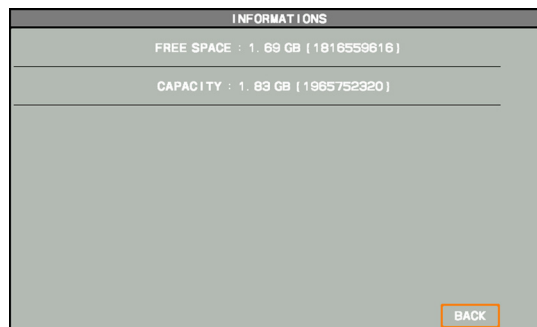 INFORMATIONS
FREE SPACE : 1. 69 GB [1816559616]
CAPACITY : 1. 83 GB [1965752320]
BACK